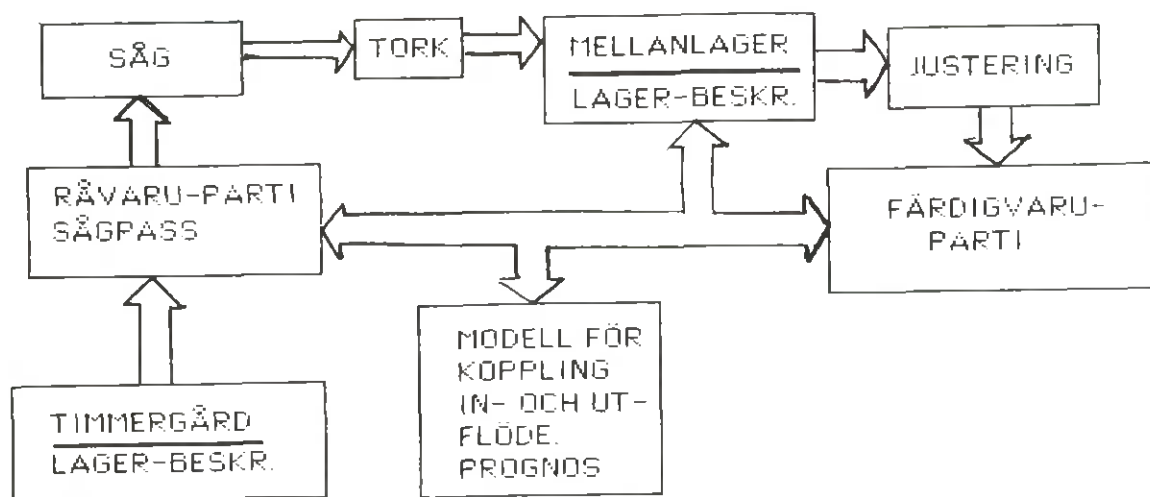 SÅG
TORK
MELLANLAGER
LAGER-BESKR.
JUSTERING
RÅVARU-PARTI
SÅGPASS
FÄRDIGVARU-
PARTI
MODELL FÖR
KOPPLING
IN- OCH UT-
FLÖDE.
PROGNOS
TIMMERGÅRD
LAGER-BESKR.